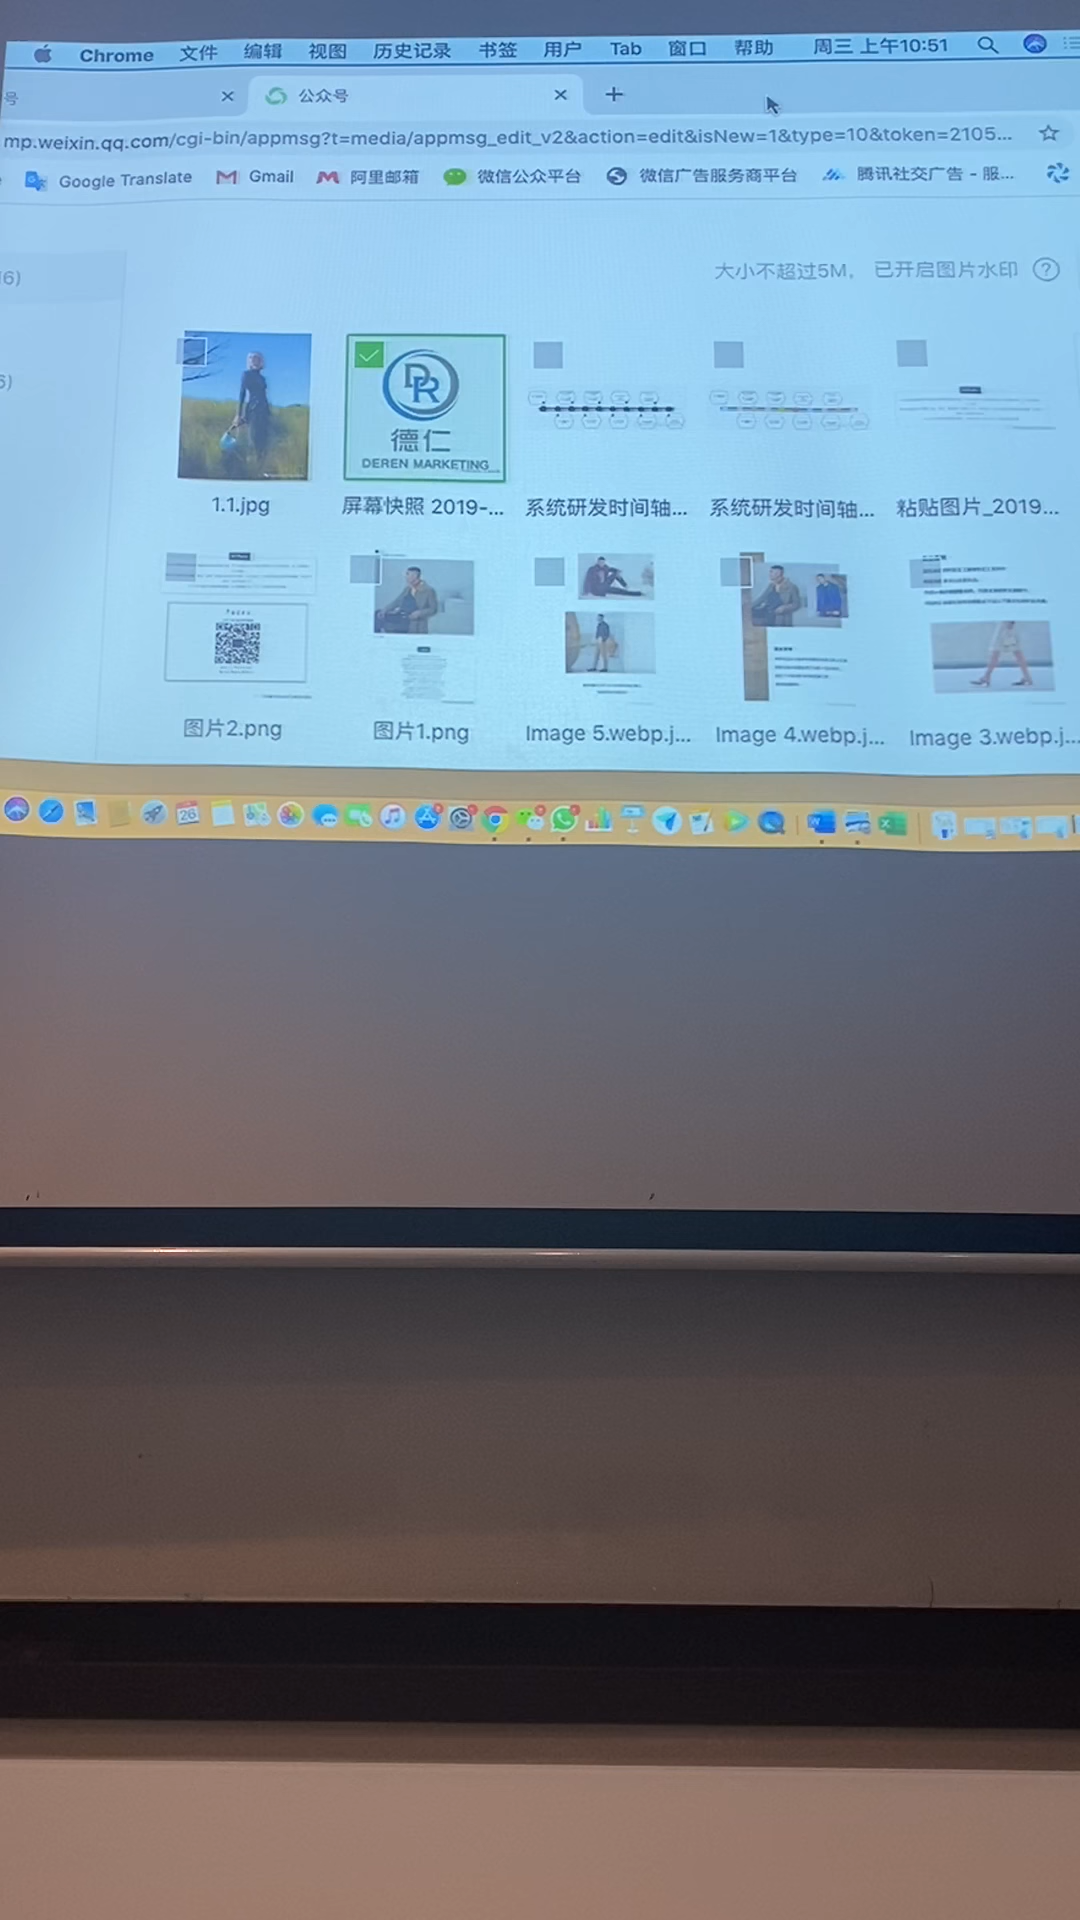 Chrome 文件 编辑 视图 历史记录 书签 用户 Tab 窗口 帮助 周三 上午10:51
号 公众号
mp.weixin.qq.com/cgi-bin/appmsg?t=media/appmsg_edit_v2&action=edit&isNew=1&type=10&token=2105...
Google Translate Gmail 阿里邮箱 微信公众平台 微信广告服务商平台 腾讯社交广告 - 服...
大小不超过5M, 已开启图片水印 ?
6)
6)
DR
德仁
DEREN MARKETING
1.1.jpg 屏幕快照 2019-... 系统研发时间轴... 系统研发时间轴... 粘贴图片_2019...
图片2.png 图片1.png Image 5.webp.j... Image 4.webp.j... Image 3.webp.j...
26